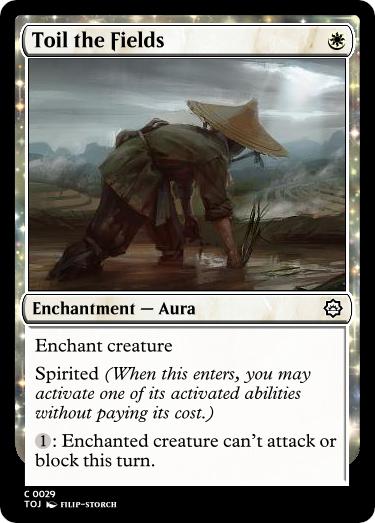 Toil the Fields
Enchantment — Aura
Enchant creature
Spirited (When this enters, you may
activate one of its activated abilities
without paying its cost.)
1: Enchanted creature can't attack or
block this turn.
C 0029
TOJ FILIP-STORCH